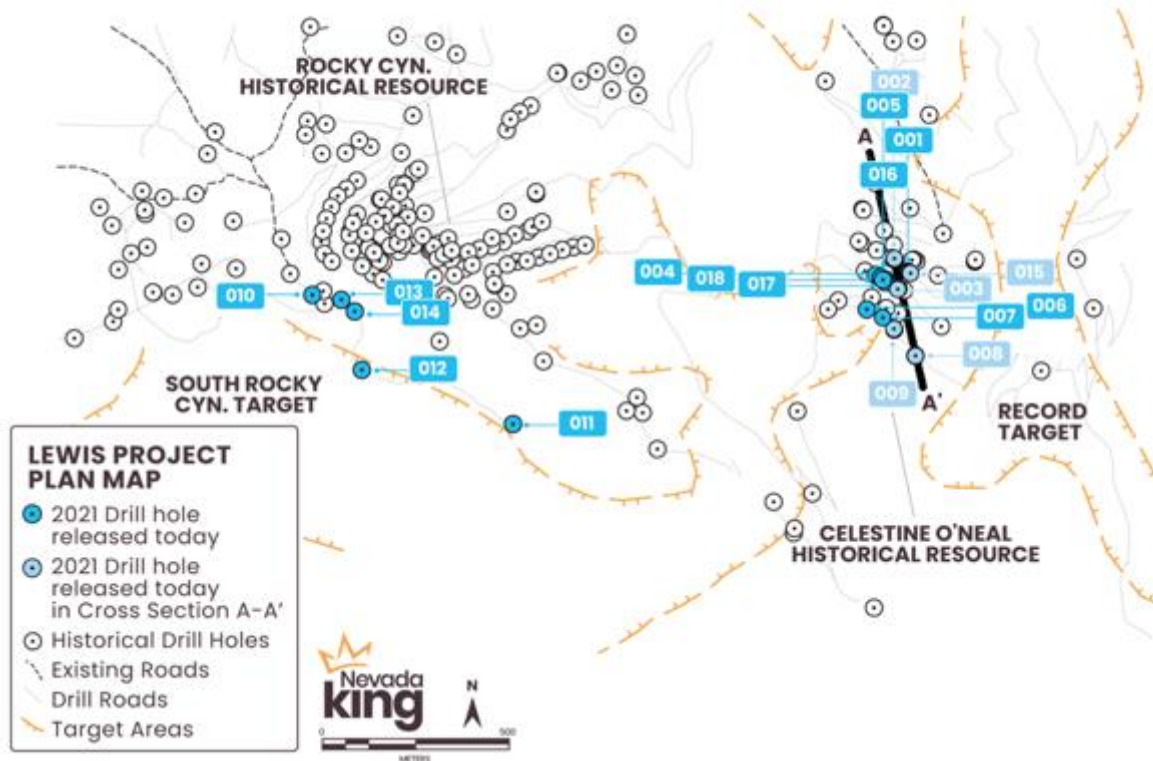 ROCKY CYN.
HISTORICAL RESOURCE
002
005
A
001
016
004
018
017
015
003
006
007
010
013
014
008
012
009
A'
011
SOUTH ROCKY
CYN. TARGET
RECORD
TARGET
CELESTINE O'NEAL
HISTORICAL RESOURCE
LEWIS PROJECT
PLAN MAP
2021 Drill hole
released today
2021 Drill hole
released today
in Cross Section A-A'
Historical Drill Holes
Existing Roads
Drill Roads
Target Areas
Nevada
king
N
0 500
METERS